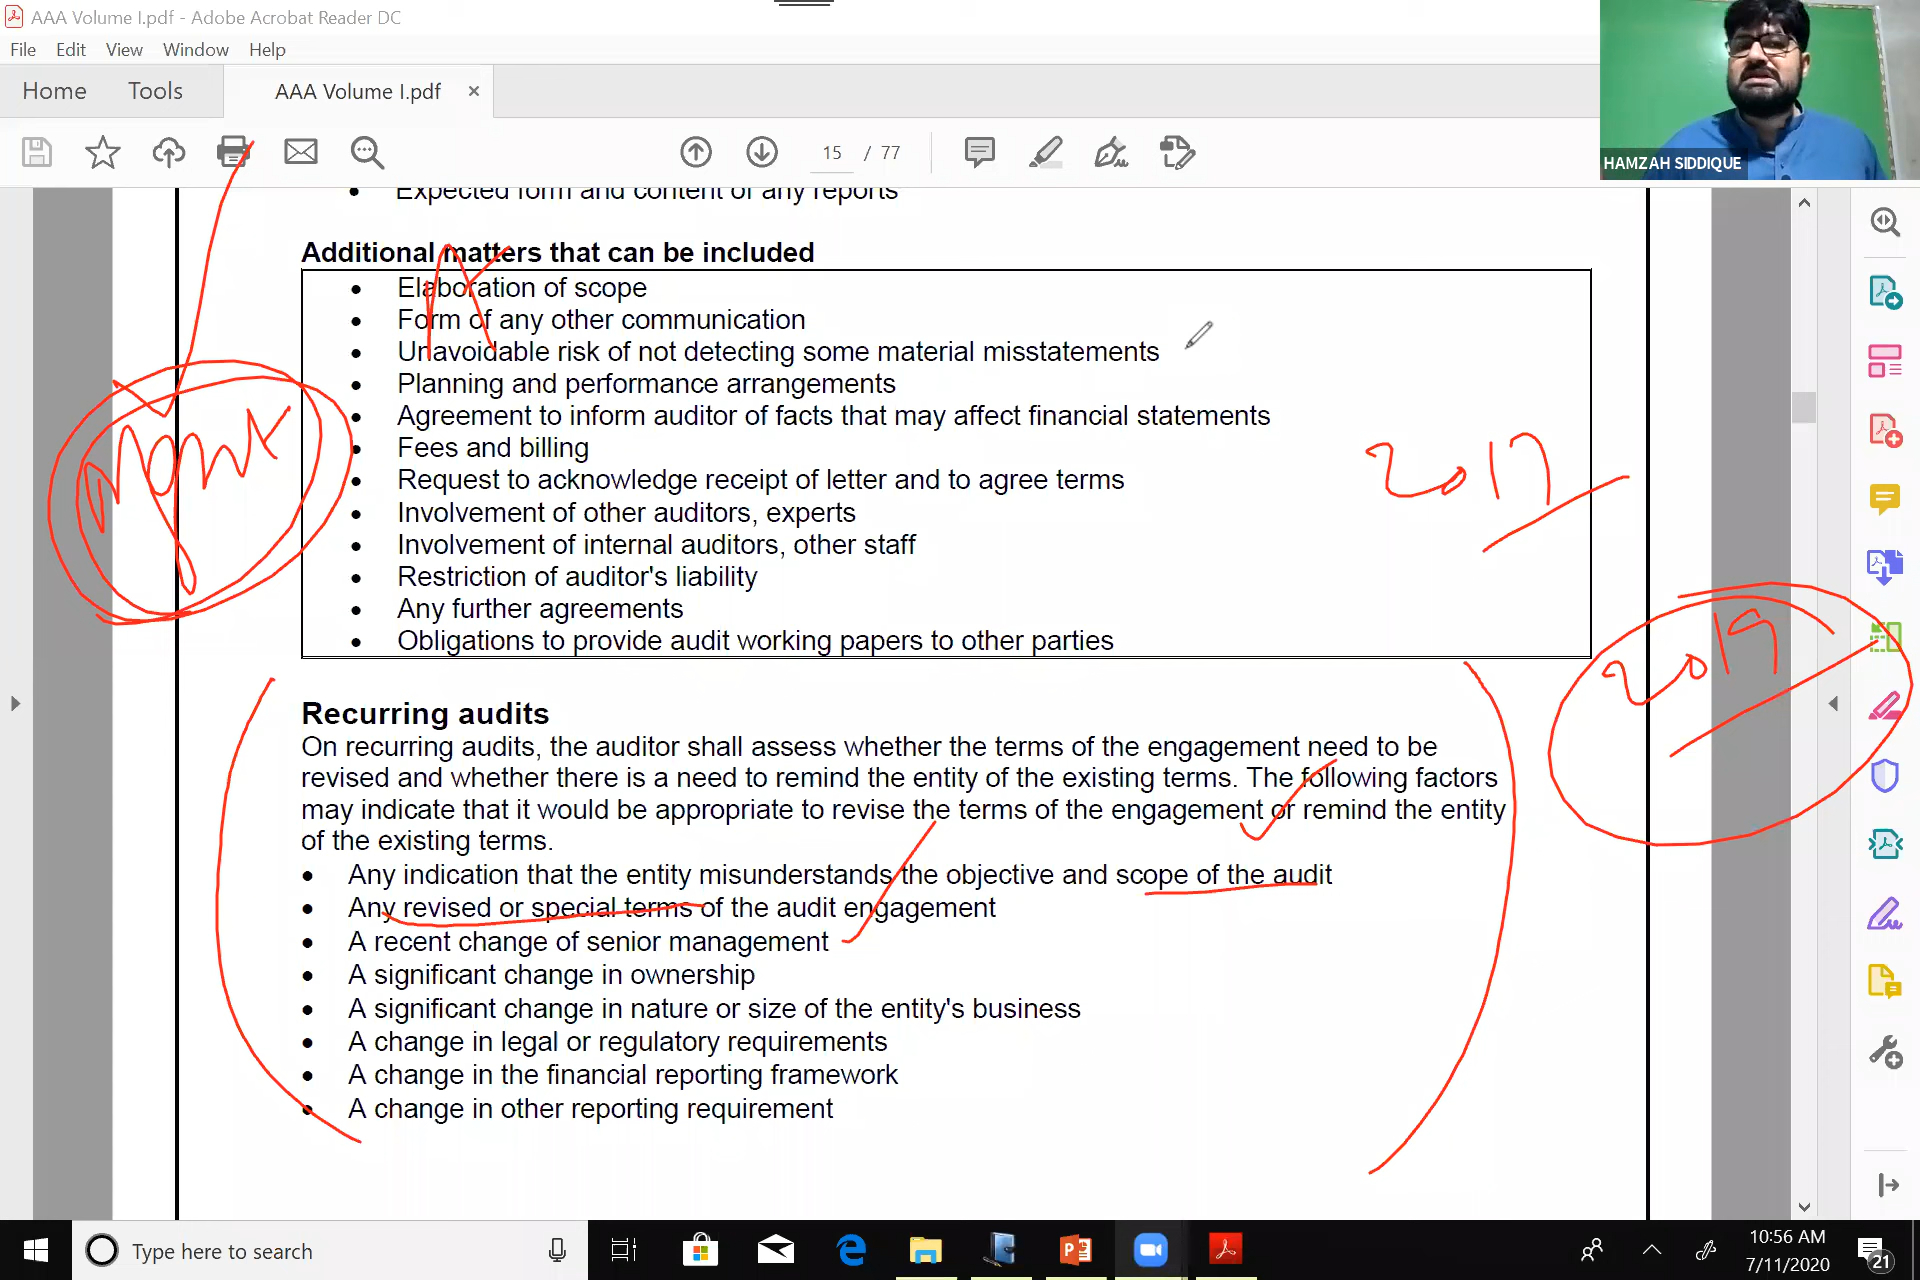 AAA Volume I.pdf - Adobe Acrobat Reader DC
File Edit View Window Help
Home Tools AAA Volume I.pdf ×
15 / 77
HAMZAH SIDDIQUE
• Expected form and content of any reports
Additional matters that can be included
• Elaboration of scope
• Form of any other communication
• Unavoidable risk of not detecting some material misstatements
• Planning and performance arrangements
• Agreement to inform auditor of facts that may affect financial statements
• Fees and billing
• Request to acknowledge receipt of letter and to agree terms
• Involvement of other auditors, experts
• Involvement of internal auditors, other staff
• Restriction of auditor's liability
• Any further agreements
• Obligations to provide audit working papers to other parties
Mgmt
2017
2019
Recurring audits
On recurring audits, the auditor shall assess whether the terms of the engagement need to be
revised and whether there is a need to remind the entity of the existing terms. The following factors
may indicate that it would be appropriate to revise the terms of the engagement or remind the entity
of the existing terms.
• Any indication that the entity misunderstands the objective and scope of the audit
• Any revised or special terms of the audit engagement
• A recent change of senior management
• A significant change in ownership
• A significant change in nature or size of the entity's business
• A change in legal or regulatory requirements
• A change in the financial reporting framework
• A change in other reporting requirement
Type here to search
10:56 AM
7/11/2020
21